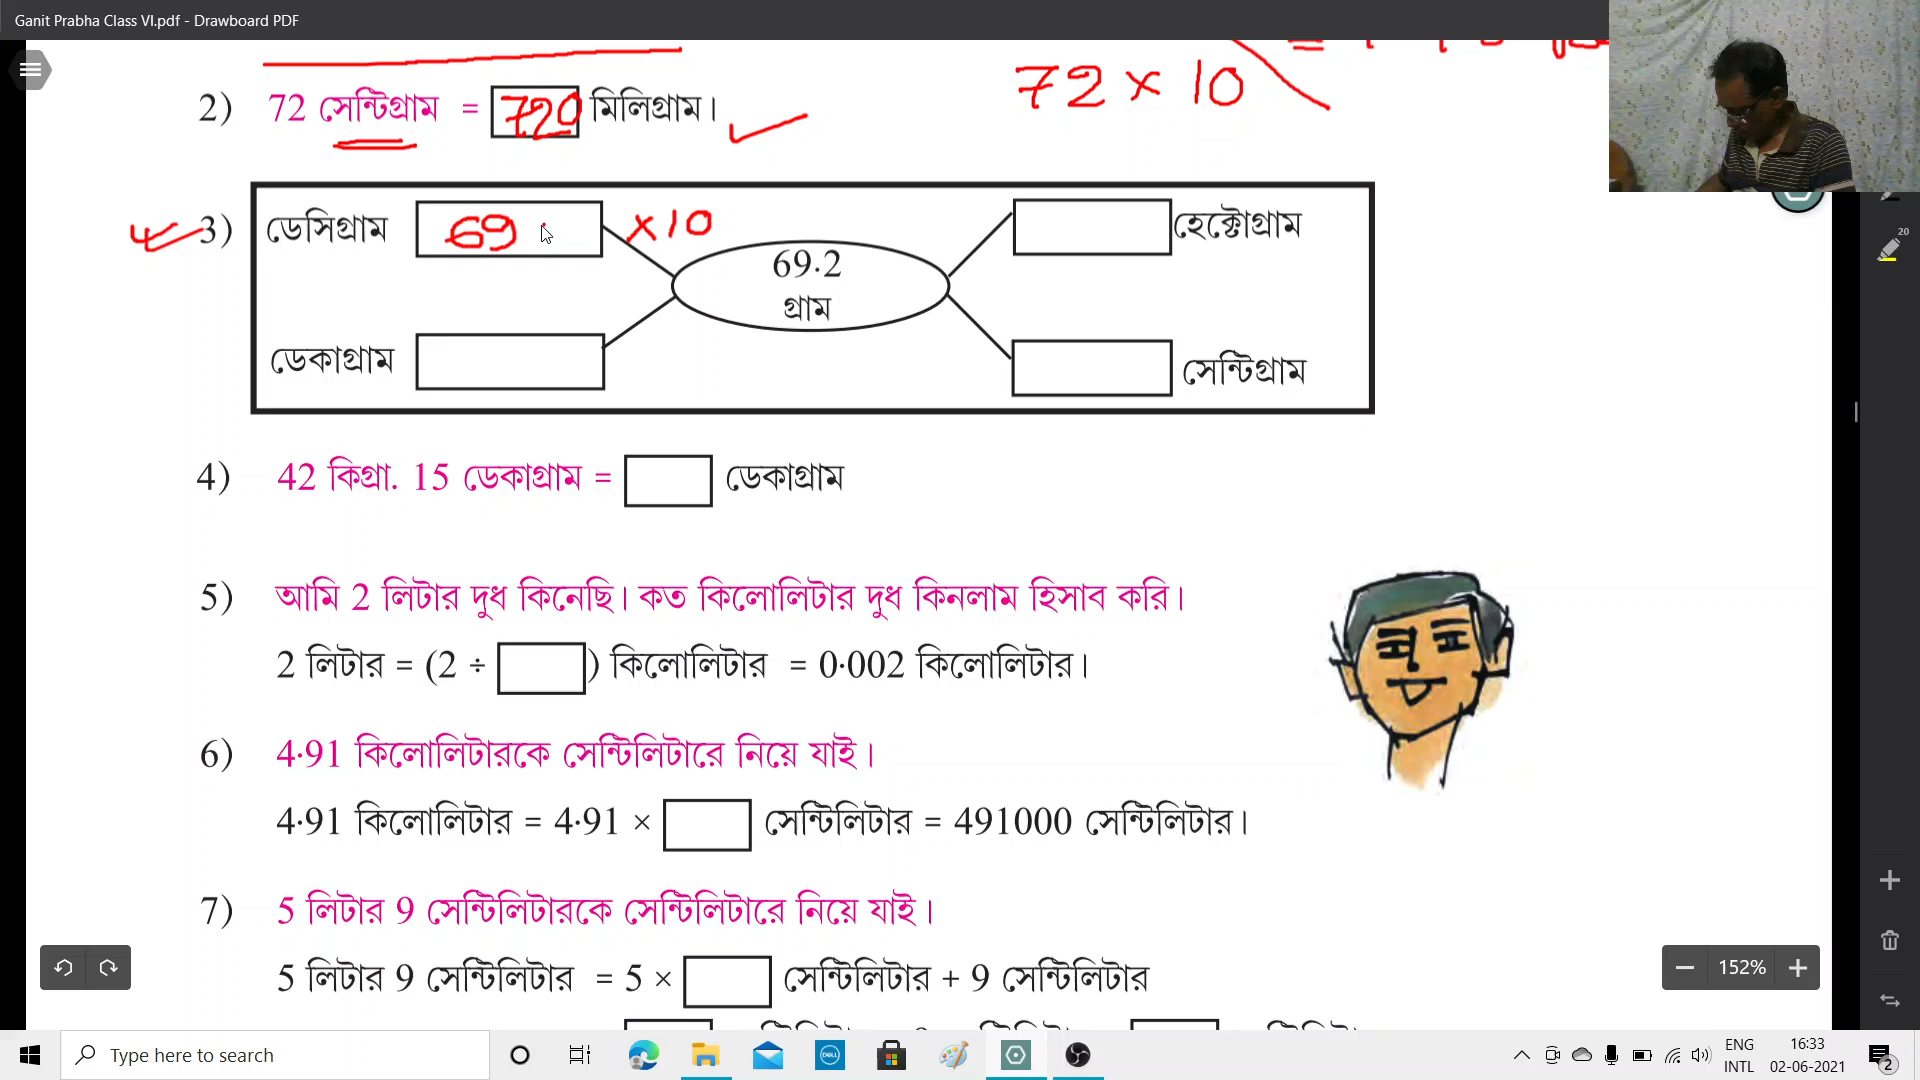 Ganit Prabha Class VI.pdf - Drawboard PDF
72 × 10
2) 72 সেন্টিগ্রাম = 720 মিলিগ্রাম।
3) ডেসিগ্রাম 69 ×10 হেক্টোগ্রাম
69·2
গ্রাম
ডেকাগ্রাম সেন্টিগ্রাম
4) 42 কিগ্রা. 15 ডেকাগ্রাম = ডেকাগ্রাম
5) আমি 2 লিটার দুধ কিনেছি। কত কিলোলিটার দুধ কিনলাম হিসাব করি।
2 লিটার = (2 ÷ ) কিলোলিটার = 0·002 কিলোলিটার।
6) 4·91 কিলোলিটারকে সেন্টিলিটারে নিয়ে যাই।
4·91 কিলোলিটার = 4·91 × সেন্টিলিটার = 491000 সেন্টিলিটার।
7) 5 লিটার 9 সেন্টিলিটারকে সেন্টিলিটারে নিয়ে যাই।
5 লিটার 9 সেন্টিলিটার = 5 × সেন্টিলিটার + 9 সেন্টিলিটার
20
152%
Type here to search
DELL
ENG
INTL
16:33
02-06-2021
2